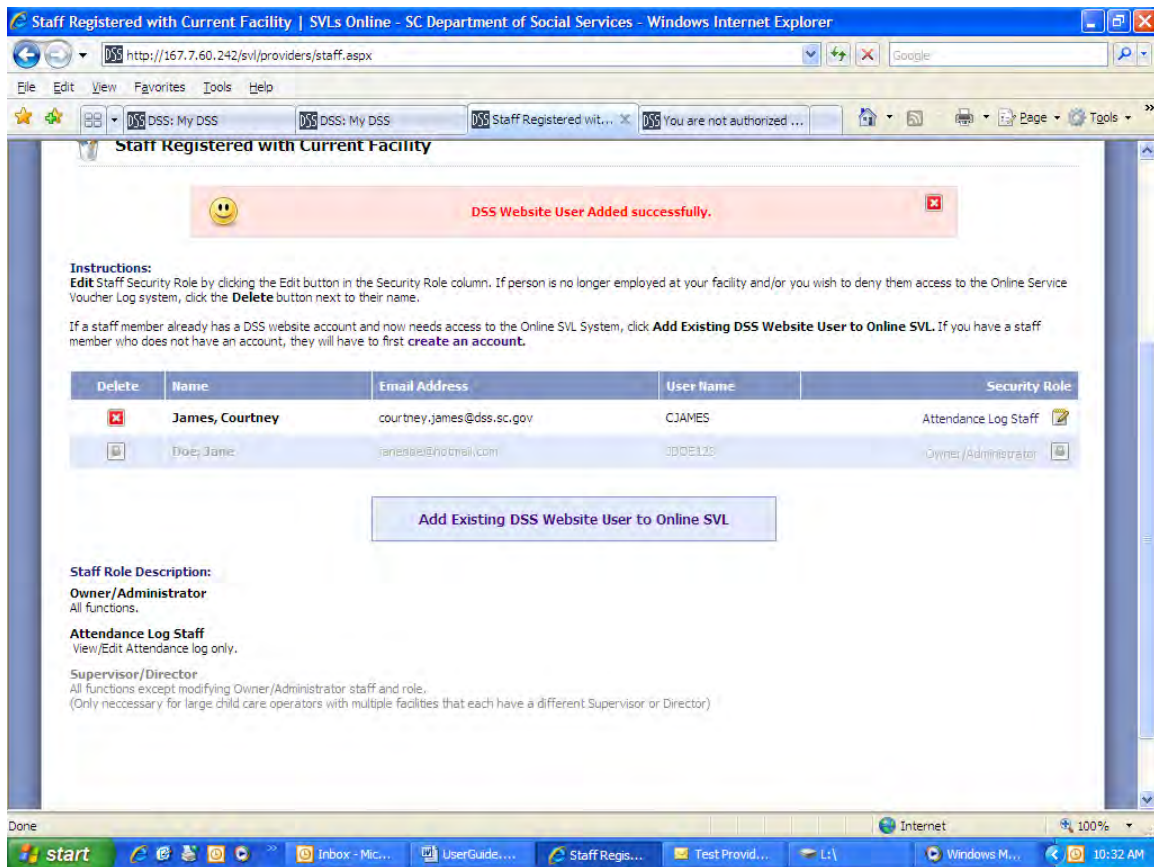 Staff Registered with Current Facility | SVLs Online - SC Department of Social Services - Windows Internet Explorer
http://167.7.60.242/svl/providers/staff.aspx
Google
File Edit View Favorites Tools Help
DSS: My DSS
DSS: My DSS
Staff Registered wit...
You are not authorized ...
Page
Tools
Staff Registered with Current Facility
DSS Website User Added successfully.
Instructions:
Edit Staff Security Role by clicking the Edit button in the Security Role column. If person is no longer employed at your facility and/or you wish to deny them access to the Online Service
Voucher Log system, click the Delete button next to their name.
If a staff member already has a DSS website account and now needs access to the Online SVL System, click Add Existing DSS Website User to Online SVL. If you have a staff
member who does not have an account, they will have to first create an account.
Delete Name Email Address User Name Security Role
James, Courtney courtney.james@dss.sc.gov CJAMES Attendance Log Staff
Doe, Jane Owner/Administrator
Add Existing DSS Website User to Online SVL
Staff Role Description:
Owner/Administrator
All functions.
Attendance Log Staff
View/Edit Attendance log only.
Supervisor/Director
All functions except modifying Owner/Administrator staff and role.
(Only neccessary for large child care operators with multiple facilities that each have a different Supervisor or Director)
Done Internet 100%
start Inbox - Mic... UserGuide.... Staff Regis... Test Provid... L:\ Windows M... 10:32 AM